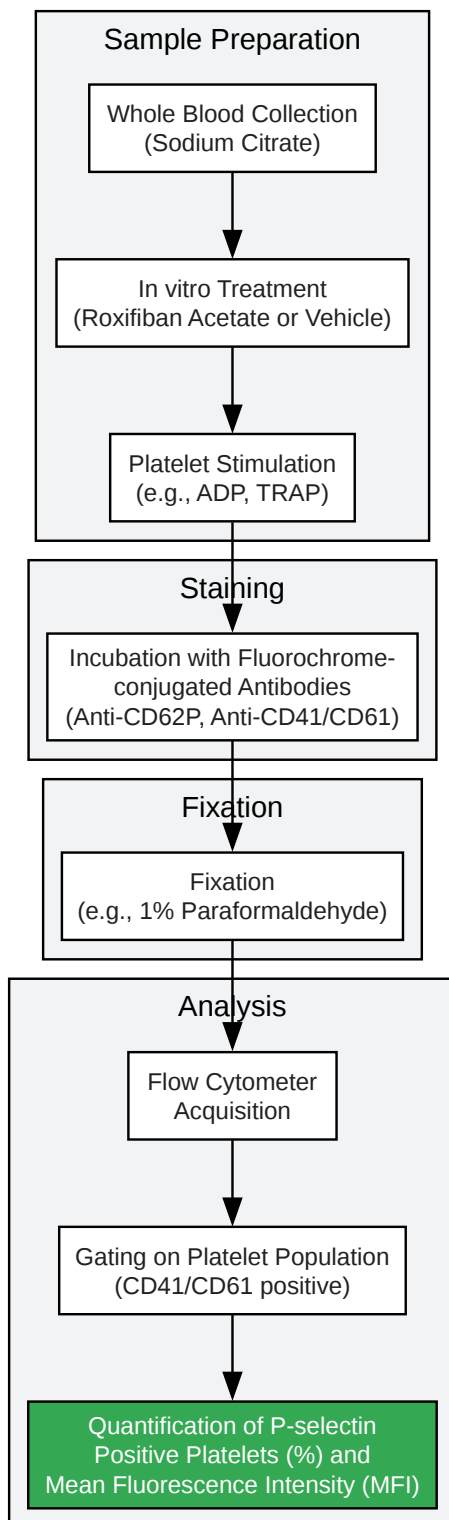 Sample Preparation
Whole Blood Collection
(Sodium Citrate)
In vitro Treatment
(Roxifiban Acetate or Vehicle)
Platelet Stimulation
(e.g., ADP, TRAP)
Staining
Incubation with Fluorochrome-
conjugated Antibodies
(Anti-CD62P, Anti-CD41/CD61)
Fixation
Fixation
(e.g., 1% Paraformaldehyde)
Analysis
Flow Cytometer
Acquisition
Gating on Platelet Population
(CD41/CD61 positive)
Quantification of P-selectin
Positive Platelets (%) and
Mean Fluorescence Intensity (MFI)